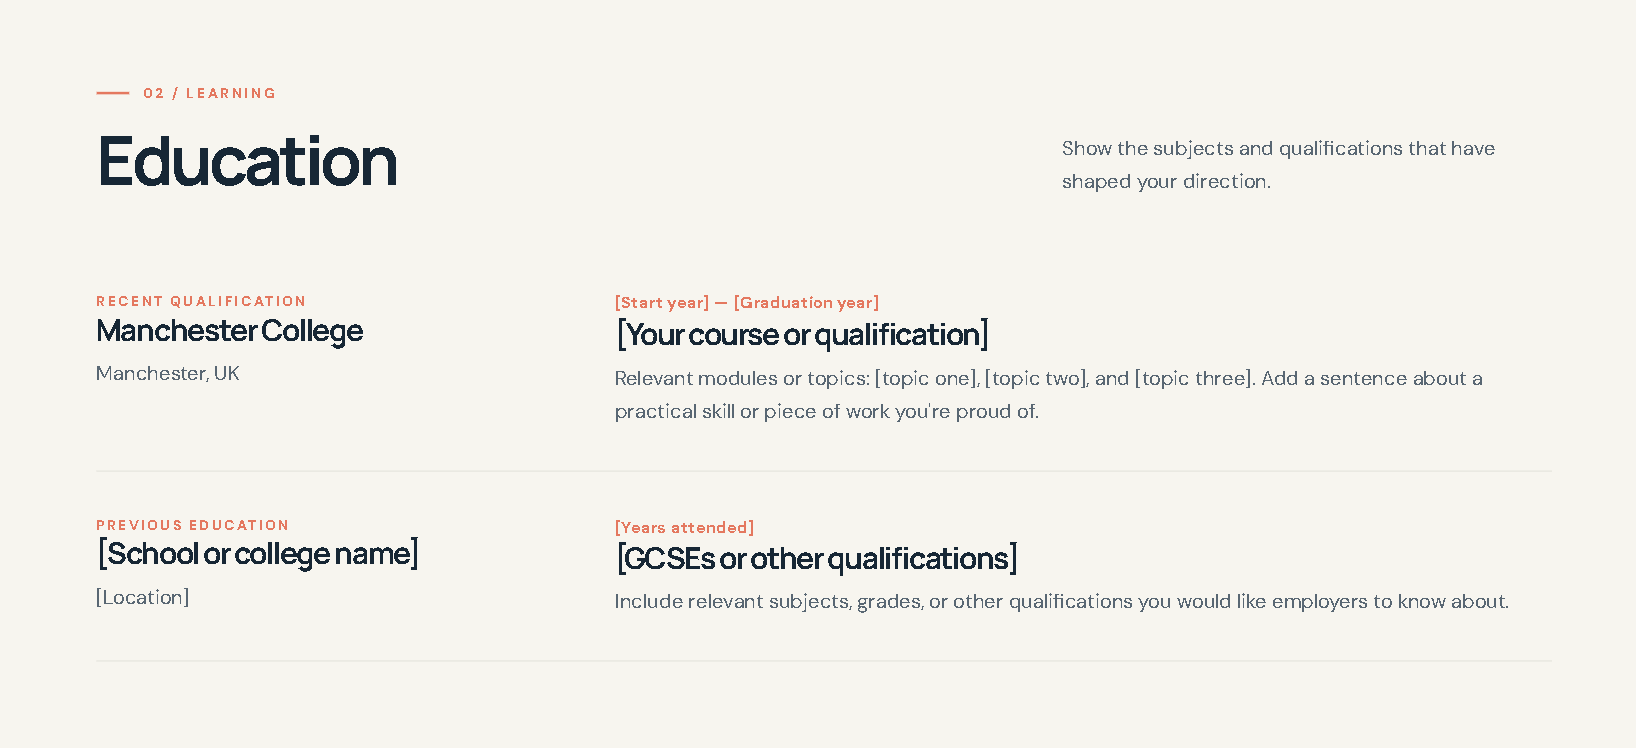 02 / LEARNING
Education
Show the subjects and qualifications that have
shaped your direction.
RECENT QUALIFICATION
Manchester College
Manchester, UK
[Start year] — [Graduation year]
[Your course or qualification]
Relevant modules or topics: [topic one], [topic two], and [topic three]. Add a sentence about a
practical skill or piece of work you're proud of.
PREVIOUS EDUCATION
[School or college name]
[Location]
[Years attended]
[GCSEs or other qualifications]
Include relevant subjects, grades, or other qualifications you would like employers to know about.